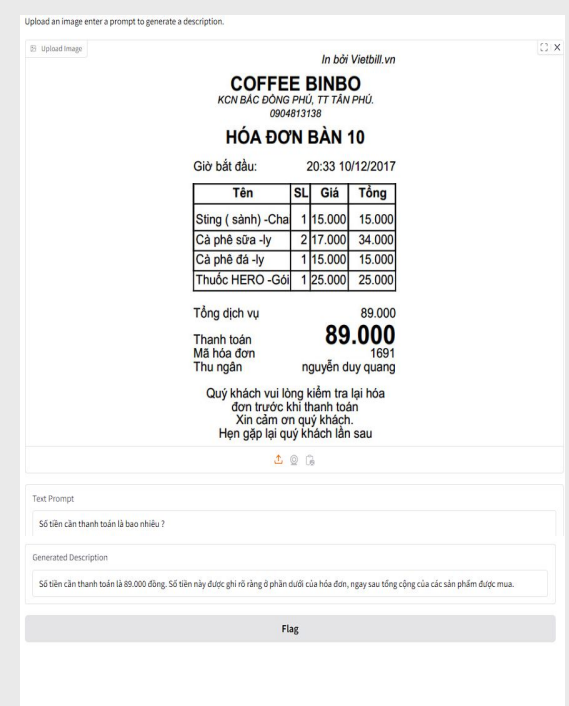 Upload an image enter a prompt to generate a description.
Upload Image
In bởi Vietbill.vn
COFFEE BINBO
KCN BÁC ĐỒNG PHÚ, TT TÂN PHÚ.
0904813138
HÓA ĐƠN BÀN 10
Giờ bắt đầu: 20:33 10/12/2017
Tên SL Giá Tổng
Sting ( sành) -Cha 1 15.000 15.000
Cà phê sữa -ly 2 17.000 34.000
Cà phê đá -ly 1 15.000 15.000
Thuốc HERO -Gói 1 25.000 25.000
Tổng dịch vụ 89.000
Thanh toán 89.000
Mã hóa đơn 1691
Thu ngân nguyễn duy quang
Quý khách vui lòng kiểm tra lại hóa
đơn trước khi thanh toán
Xin cảm ơn quý khách.
Hẹn gặp lại quý khách lần sau
Text Prompt
Số tiền cần thanh toán là bao nhiêu ?
Generated Description
Số tiền cần thanh toán là 89.000 đồng. Số tiền này được ghi rõ ràng ở phần dưới của hóa đơn, ngay sau tổng cộng của các sản phẩm được mua.
Flag